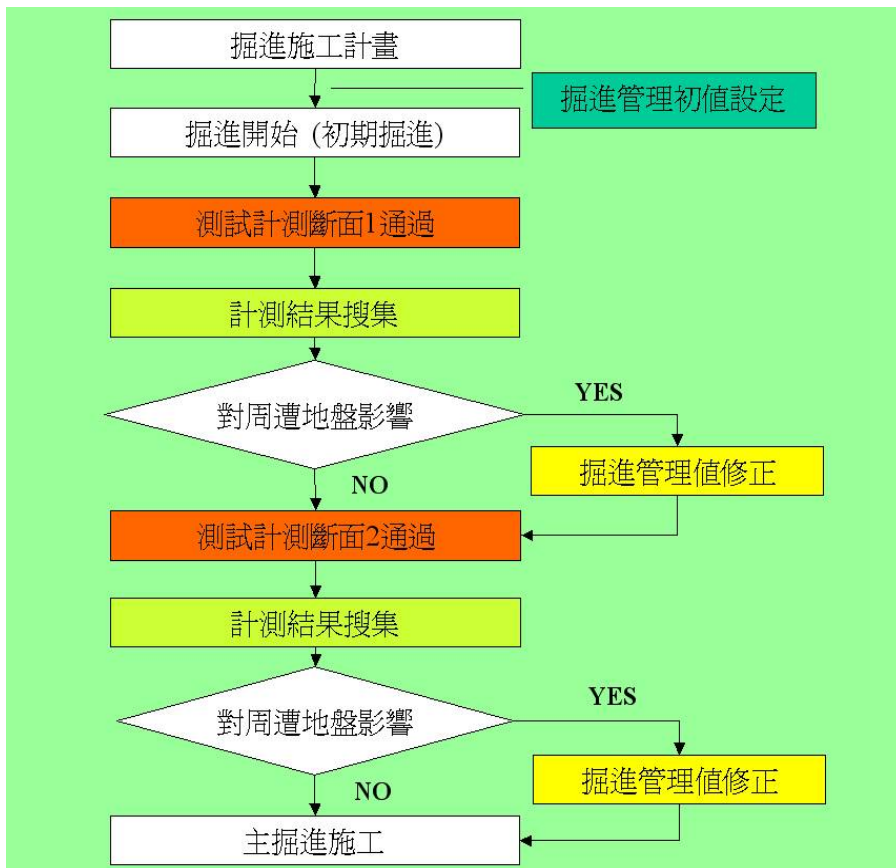 掘進施工計畫
掘進管理初值設定
掘進開始 (初期掘進)
測試計測斷面1通過
計測結果搜集
對周遭地盤影響
YES
掘進管理值修正
NO
測試計測斷面2通過
計測結果搜集
對周遭地盤影響
YES
掘進管理值修正
NO
主掘進施工